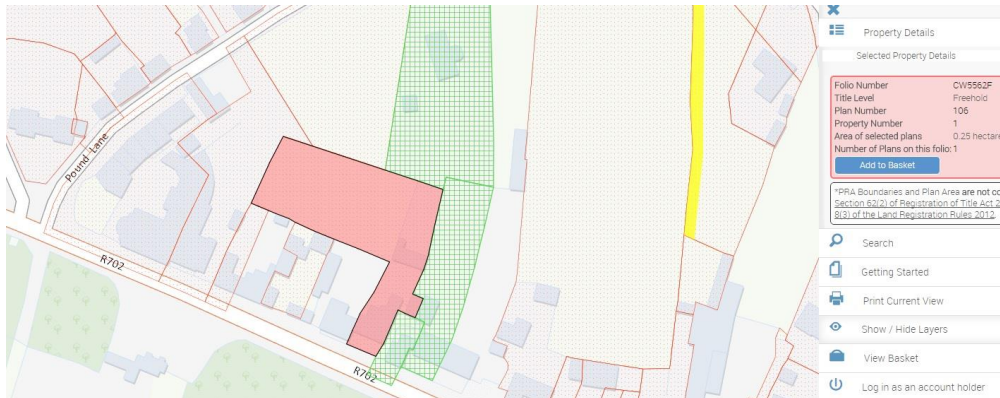 Pound Lane
R702
R702
Property Details
Selected Property Details
Folio Number CW5562F
Title Level Freehold
Plan Number 106
Property Number 1
Area of selected plans 0.25 hectare
Number of Plans on this folio: 1
Add to Basket
*PRA Boundaries and Plan Area are not co
Section 62(2) of Registration of Title Act 2
8(3) of the Land Registration Rules 2012.
Search
Getting Started
Print Current View
Show / Hide Layers
View Basket
Log in as an account holder